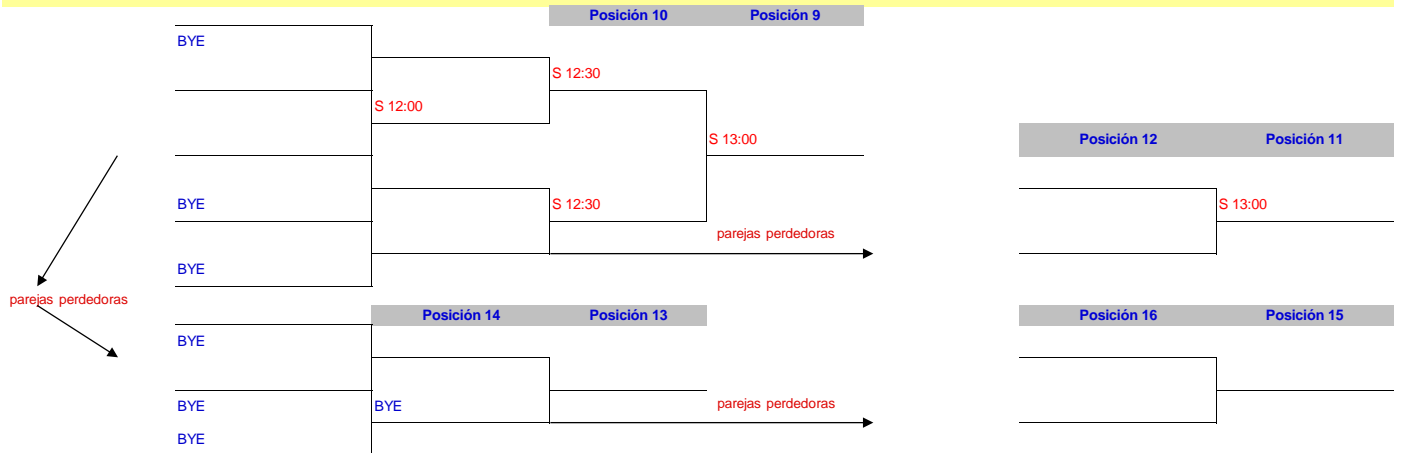 Posición 10 Posición 9
BYE
S 12:30
S 12:00
S 13:00
Posición 12 Posición 11
BYE
S 12:30
S 13:00
parejas perdedoras
BYE
parejas perdedoras
Posición 14 Posición 13
Posición 16 Posición 15
BYE
BYE BYE
parejas perdedoras
BYE